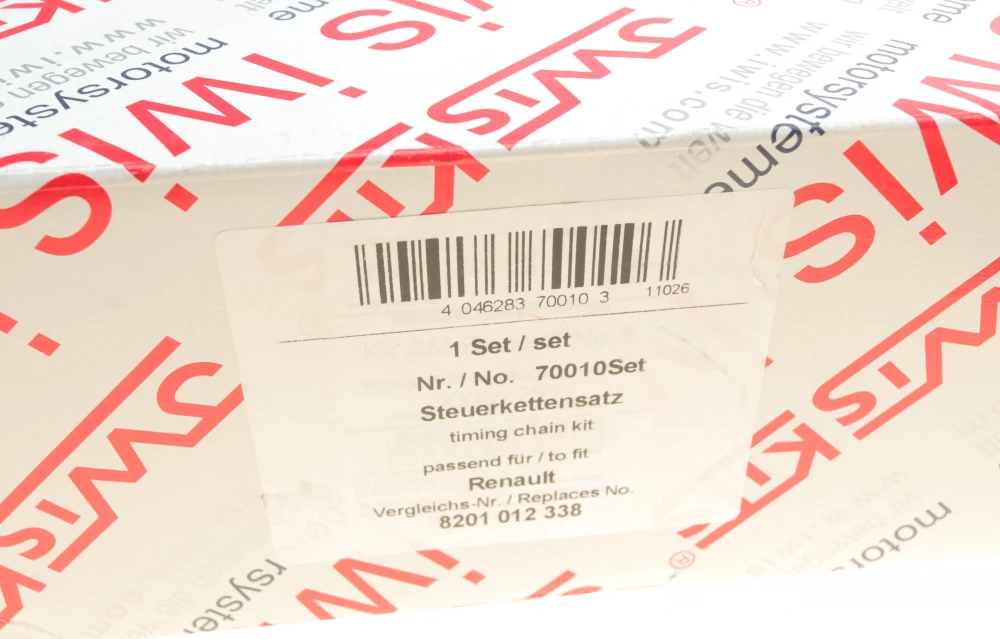 iwis
motorsysteme
wir bewegen die welt
www.iwis.com
4 046283 70010 3 11026
1 Set / set
Nr. / No. 70010Set
Steuerkettensatz
timing chain kit
passend für / to fit
Renault
Vergleichs-Nr. / Replaces No.
8201 012 338